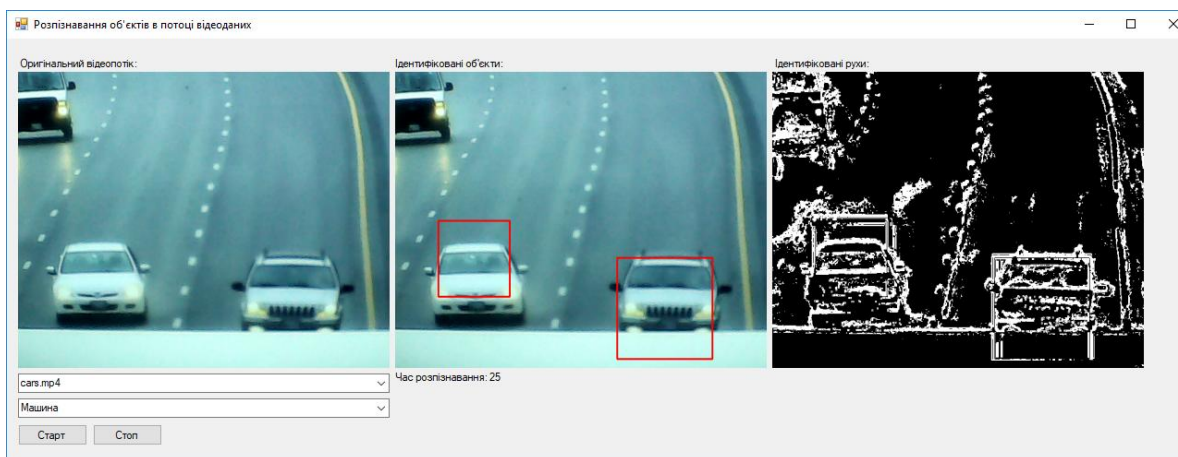 Розпізнавання об'єктів в потоці відеоданих
Оригінальний відеопотік:
Ідентифіковані об'єкти:
Ідентифіковані рухи:
cars.mp4
Час розпізнавання: 25
Машина
Старт
Стоп